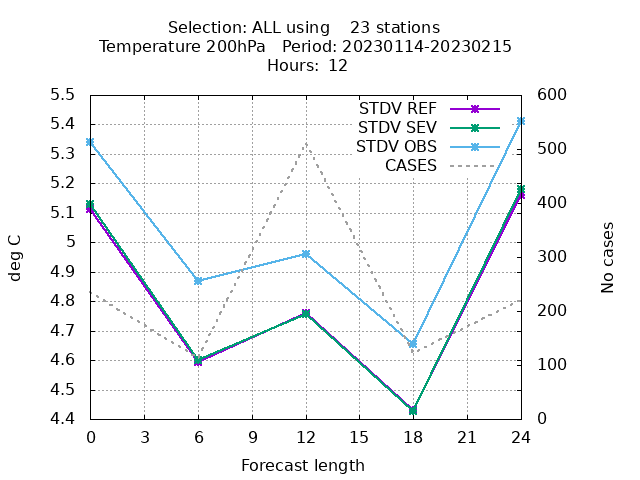 Selection: ALL using    23 stations
Temperature 200hPa   Period: 20230114-20230215
Hours:  12
5.5
5.4
5.3
5.2
5.1
5
4.9
4.8
4.7
4.6
4.5
4.4
deg C
STDV REF
STDV SEV
STDV OBS
CASES
600
500
400
300
200
100
0
No cases
0 3 6 9 12 15 18 21 24
Forecast length